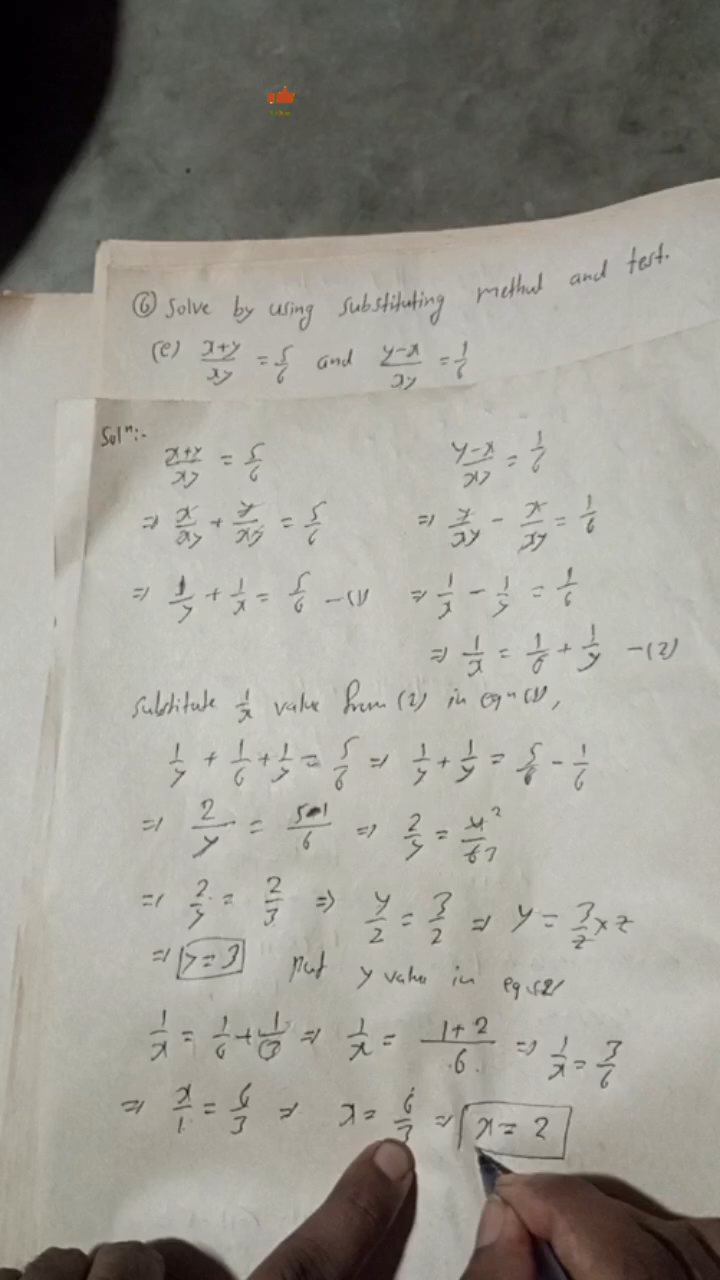 ⑥ Solve by using substituting method and test.
(e) x+y/xy = 5/6 and y-x/xy = 1/6
Solⁿ:-
x+y/xy = 5/6    y-x/xy = 1/6
⇒ x/xy + y/xy = 5/6    ⇒ y/xy - x/xy = 1/6
⇒ 1/y + 1/x = 5/6 -(1)    ⇒ 1/x - 1/y = 1/6
⇒ 1/x = 1/6 + 1/y -(2)
Substitute 1/x value from (2) in eqn (1),
1/y + 1/6 + 1/y = 5/6 ⇒ 1/y + 1/y = 5/6 - 1/6
⇒ 2/y = 5-1/6 ⇒ 2/y = 4 2/6 3
⇒ 2/y = 2/3 ⇒ y/2 = 3/2 ⇒ y = 3/2 x 2
⇒ y = 3 Put y value in eq. (2)
1/x = 1/6 + 1/3 ⇒ 1/x = 1+2/6 ⇒ 1/x = 3/6
⇒ x/1 = 6/3 ⇒ x = 6/3 ⇒ x = 2